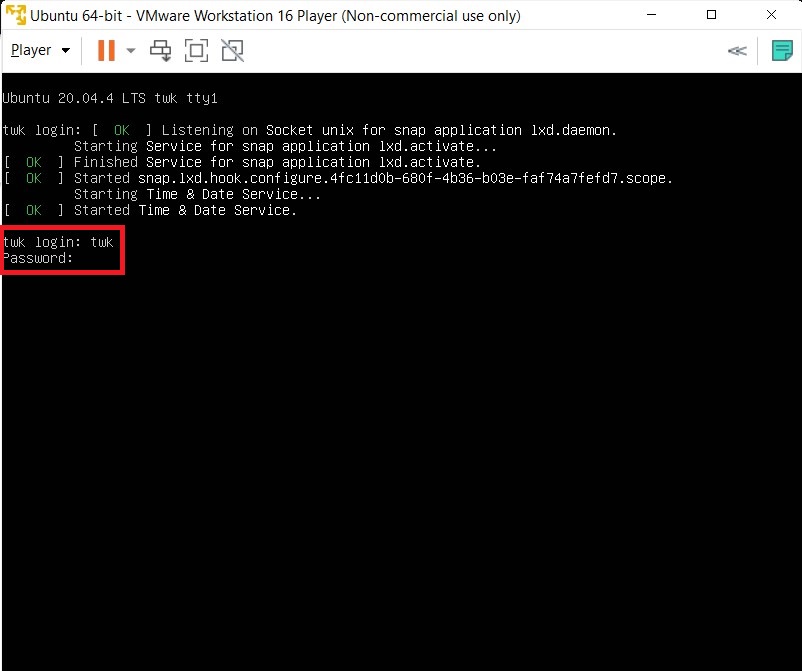 Ubuntu 64-bit - VMware Workstation 16 Player (Non-commercial use only)
Player
Ubuntu 20.04.4 LTS twk tty1
twk login: [  OK  ] Listening on Socket unix for snap application lxd.daemon.
         Starting Service for snap application lxd.activate...
[  OK  ] Finished Service for snap application lxd.activate.
[  OK  ] Started snap.lxd.hook.configure.4fc11d0b-680f-4b36-b03e-faf74a7fefd7.scope.
         Starting Time & Date Service...
[  OK  ] Started Time & Date Service.
twk login: twk
Password: